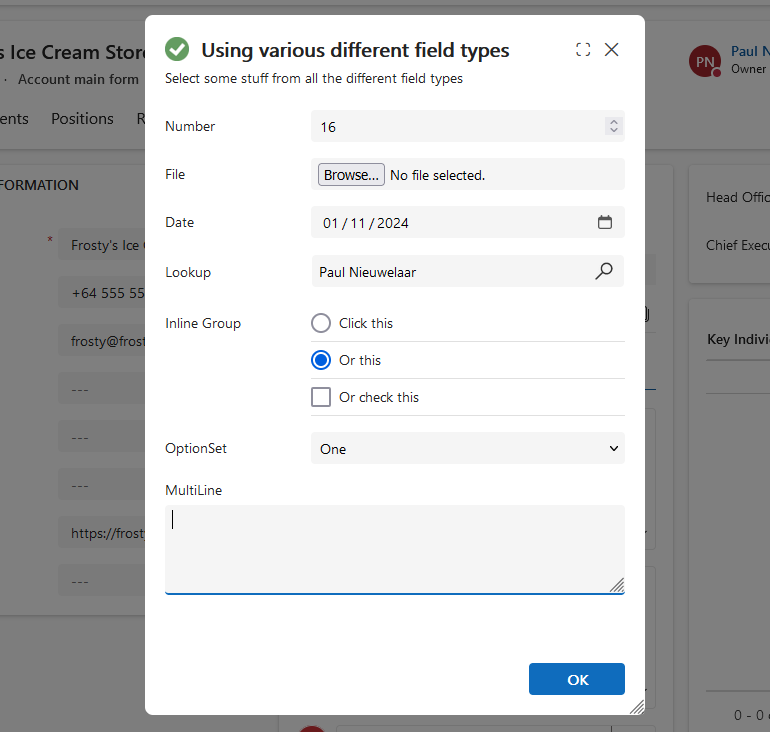 Using various different field types
Select some stuff from all the different field types
Number
16
File
Browse... No file selected.
Date
01 / 11 / 2024
Lookup
Paul Nieuwelaar
Inline Group
Click this
Or this
Or check this
OptionSet
One
MultiLine
OK
s Ice Cream Store
· Account main form
ents Positions R
FORMATION
* Frosty's Ice
+64 555 55
frosty@frost
---
---
---
https://frost
---
PN
Paul N
Owner
Head Offic
Chief Execu
Key Individ
0 - 0